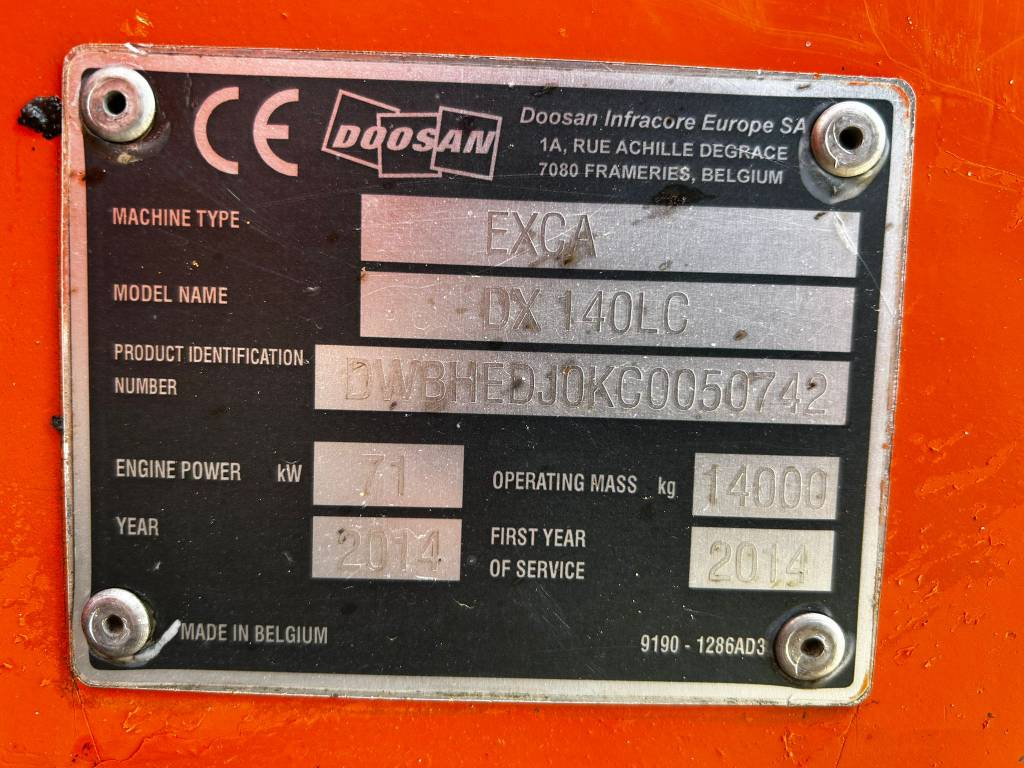 CE DOOSAN Doosan Infracore Europe SA
1A, RUE ACHILLE DEGRACE
7080 FRAMERIES, BELGIUM
MACHINE TYPE EXCA
MODEL NAME DX 140LC
PRODUCT IDENTIFICATION
NUMBER DWBHEDJ0KC0050742
ENGINE POWER kW 71 OPERATING MASS kg 14000
YEAR 2014 FIRST YEAR
OF SERVICE 2014
MADE IN BELGIUM 9190 - 1286AD3